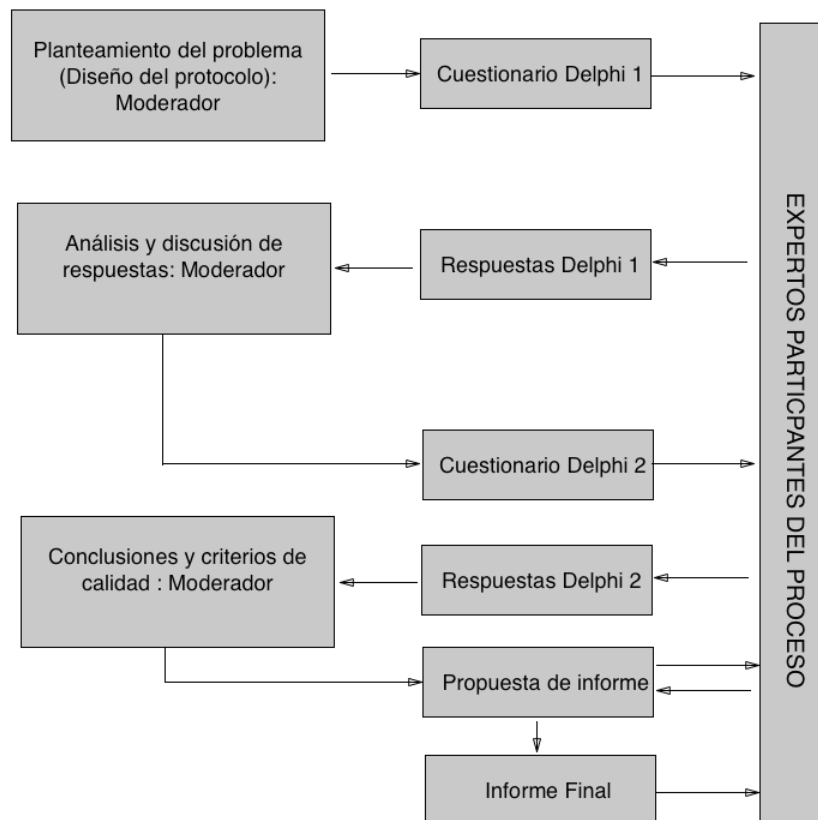 Planteamiento del problema
(Diseño del protocolo):
Moderador
Cuestionario Delphi 1
Análisis y discusión de
respuestas: Moderador
Respuestas Delphi 1
Cuestionario Delphi 2
Conclusiones y criterios de
calidad : Moderador
Respuestas Delphi 2
Propuesta de informe
Informe Final
EXPERTOS PARTICPANTES DEL PROCESO